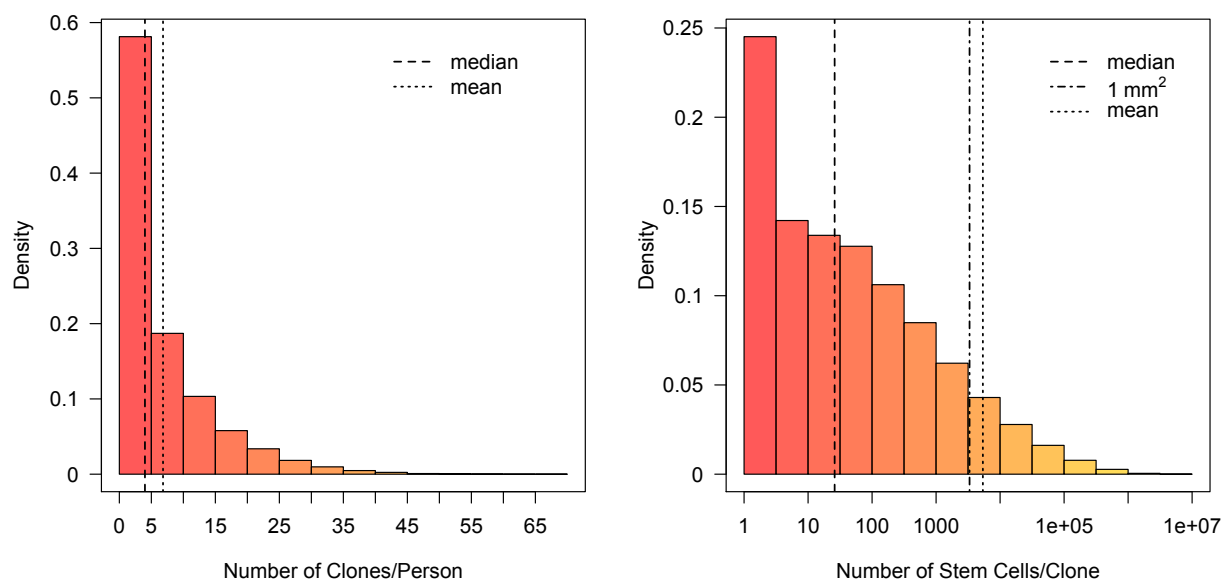 0.6
0.5
0.4
0.3
0.2
0.1
0
Density
median
mean
0 5 15 25 35 45 55 65
Number of Clones/Person
0.25
0.2
0.15
0.1
0.05
0
Density
median
1 mm²
mean
1 10 100 1000 1e+05 1e+07
Number of Stem Cells/Clone